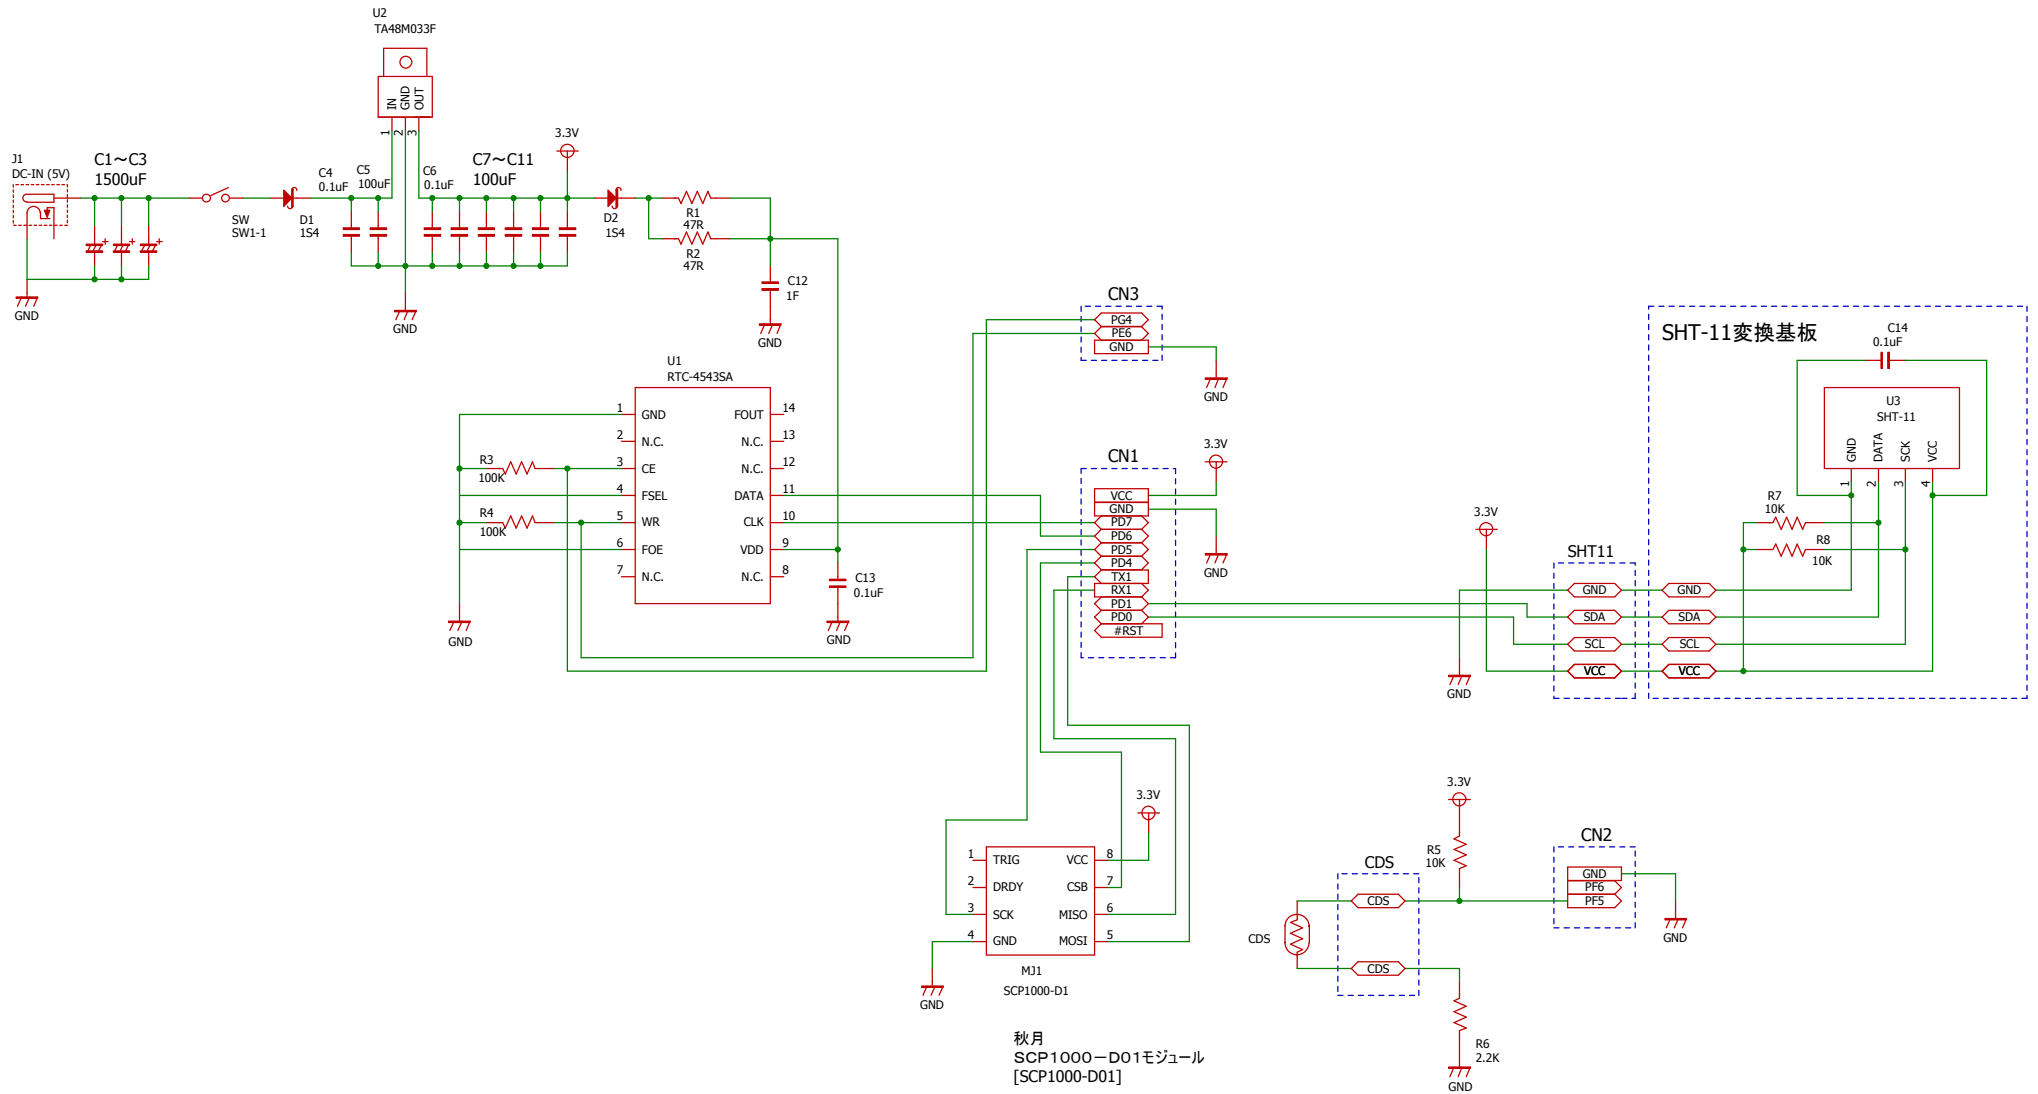 U2
TA48M033F
IN
GND
OUT
1
2
3
J1
DC-IN (5V)
C1～C3
1500uF
SW
SW1-1
D1
1S4
C4
0.1uF
C5
100uF
C6
0.1uF
C7～C11
100uF
3.3V
D2
1S4
R1
47R
R2
47R
C12
1F
GND
GND
GND
U1
RTC-4543SA
1 GND
2 N.C.
3 CE
4 FSEL
5 WR
6 FOE
7 N.C.
FOUT 14
N.C. 13
N.C. 12
DATA 11
CLK 10
VDD 9
N.C. 8
R3
100K
R4
100K
GND
C13
0.1uF
GND
CN3
PG4
PE6
GND
GND
CN1
3.3V
VCC
GND
PD7
PD6
PD5
PD4
TX1
RX1
PD1
PD0
#RST
GND
3.3V
GND
SHT11
GND
SDA
SCL
VCC
SHT-11変換基板
C14
0.1uF
U3
SHT-11
GND
DATA
SCK
VCC
1
2
3
4
R7
10K
R8
10K
GND
SDA
SCL
VCC
3.3V
1 TRIG
2 DRDY
3 SCK
4 GND
VCC 8
CSB 7
MISO 6
MOSI 5
GND
MJ1
SCP1000-D1
秋月
SCP1000－D01モジュール
[SCP1000-D01]
3.3V
R5
10K
CDS
CDS
CDS
CDS
R6
2.2K
GND
CN2
GND
PF6
PF5
GND